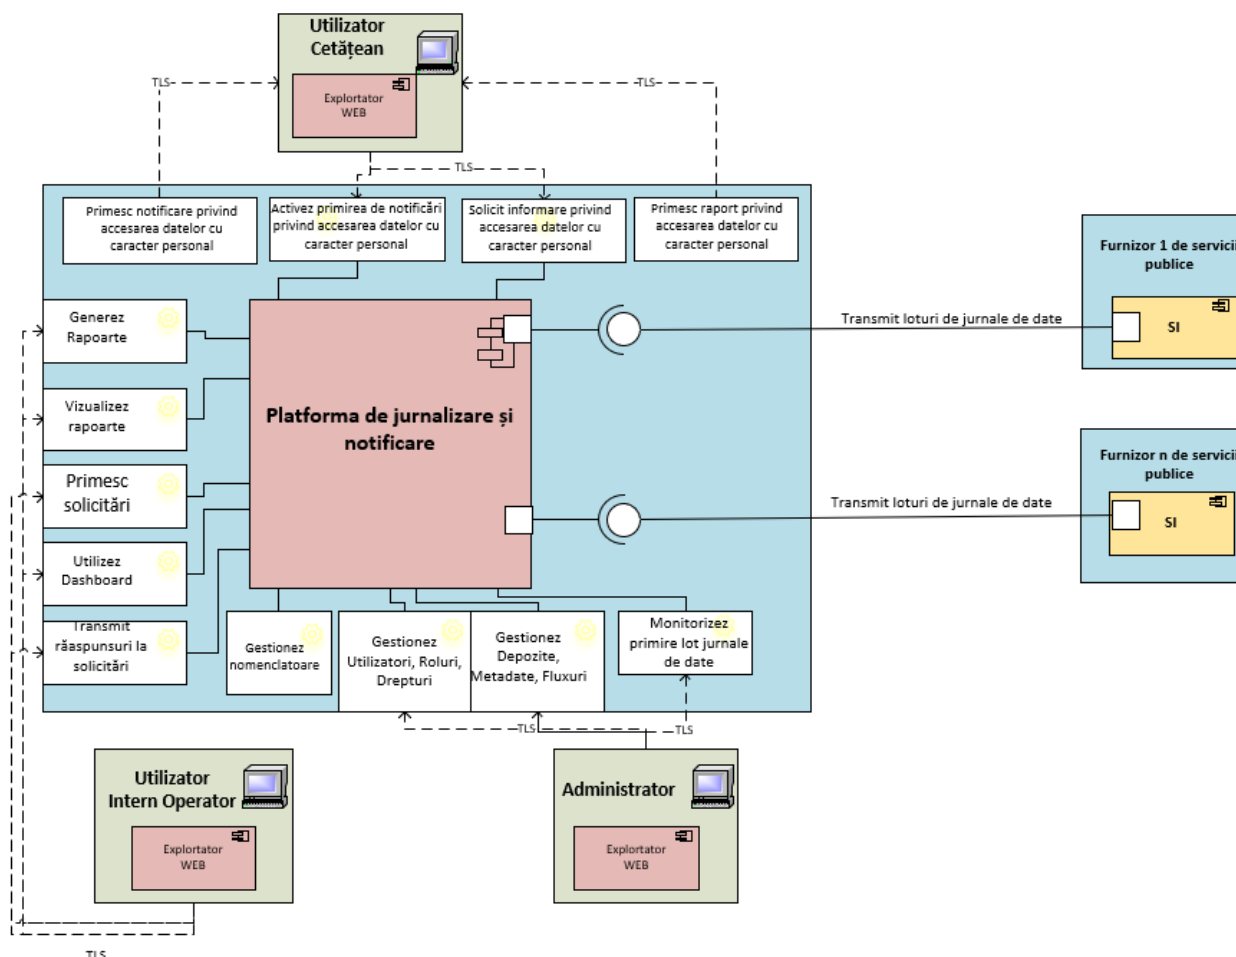 Utilizator
Cetățean
Explortator
WEB
TLS
TLS
TLS
Primesc notificare privind
accesarea datelor cu
caracter personal
Activez primirea de notificări
privind accesarea datelor cu
caracter personal
Solicit informare privind
accesarea datelor cu
caracter personal
Primesc raport privind
accesarea datelor cu
caracter personal
Generez
Rapoarte
Vizualizez
rapoarte
Primesc
solicitări
Utilizez
Dashboard
Transmit
răaspunsuri la
solicitări
Platforma de jurnalizare și
notificare
Transmit loturi de jurnale de date
Furnizor 1 de servicii
publice
SI
Transmit loturi de jurnale de date
Furnizor n de servicii
publice
SI
Gestionez
nomenclatoare
Gestionez
Utilizatori, Roluri,
Drepturi
Gestionez
Depozite,
Metadate, Fluxuri
Monitorizez
primire lot jurnale
de date
TLS
TLS
Utilizator
Intern Operator
Explortator
WEB
Administrator
Explortator
WEB
TLS